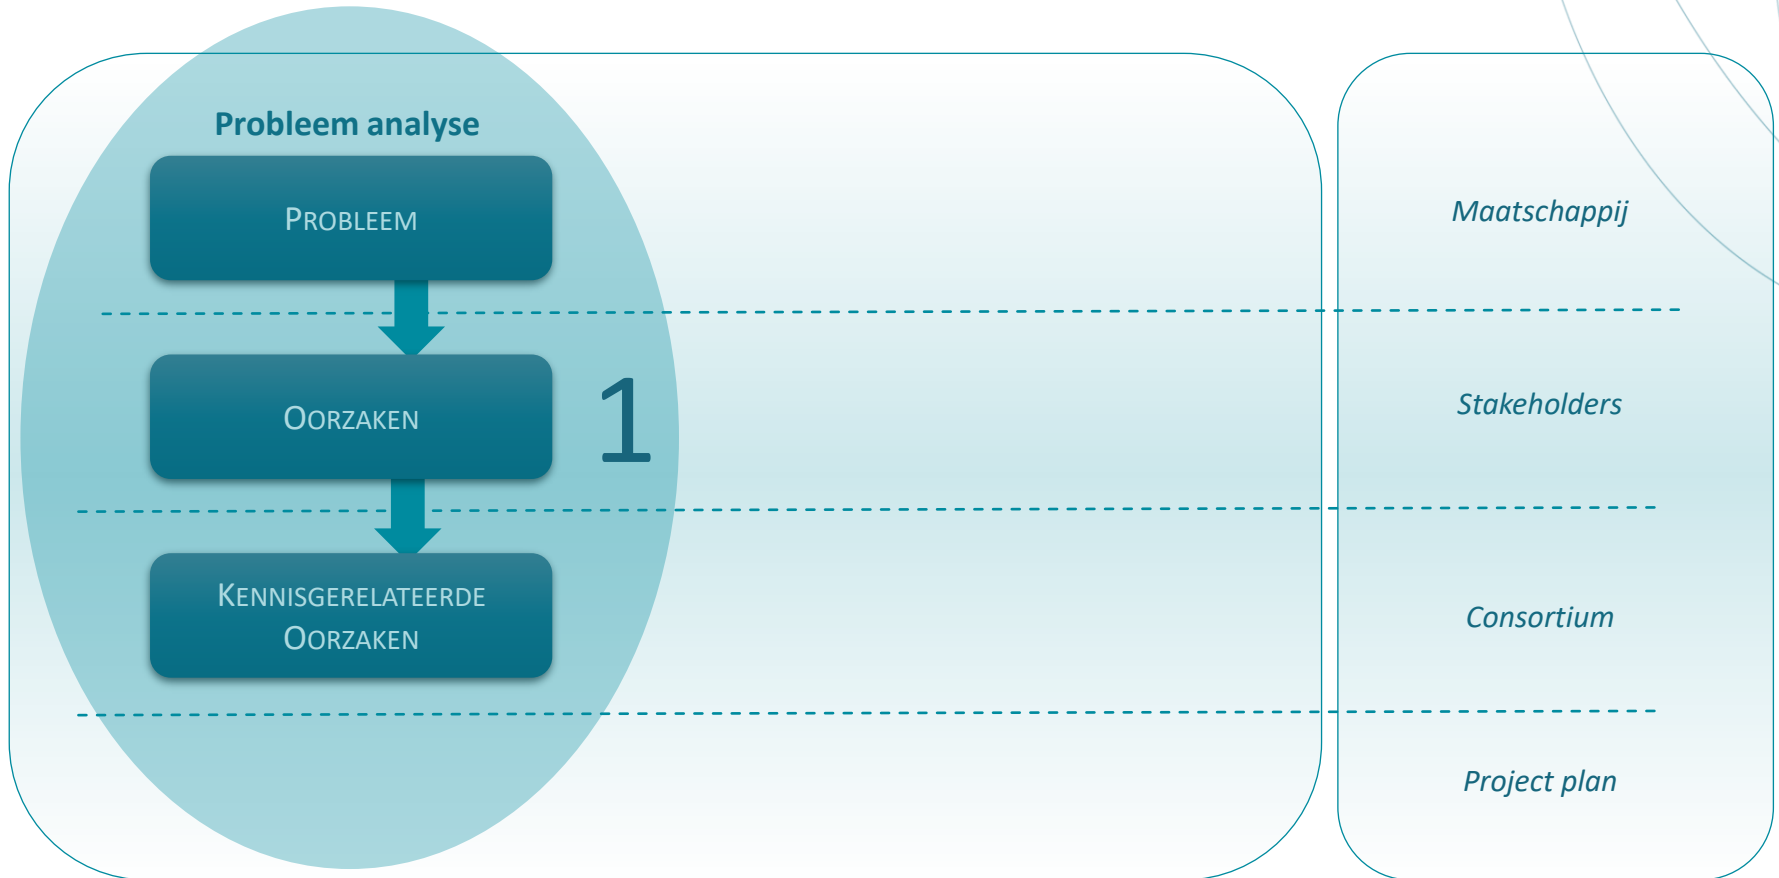 Probleem analyse
PROBLEEM
Maatschappij
OORZAKEN
1
Stakeholders
KENNISGERELATEERDE
OORZAKEN
Consortium
Project plan